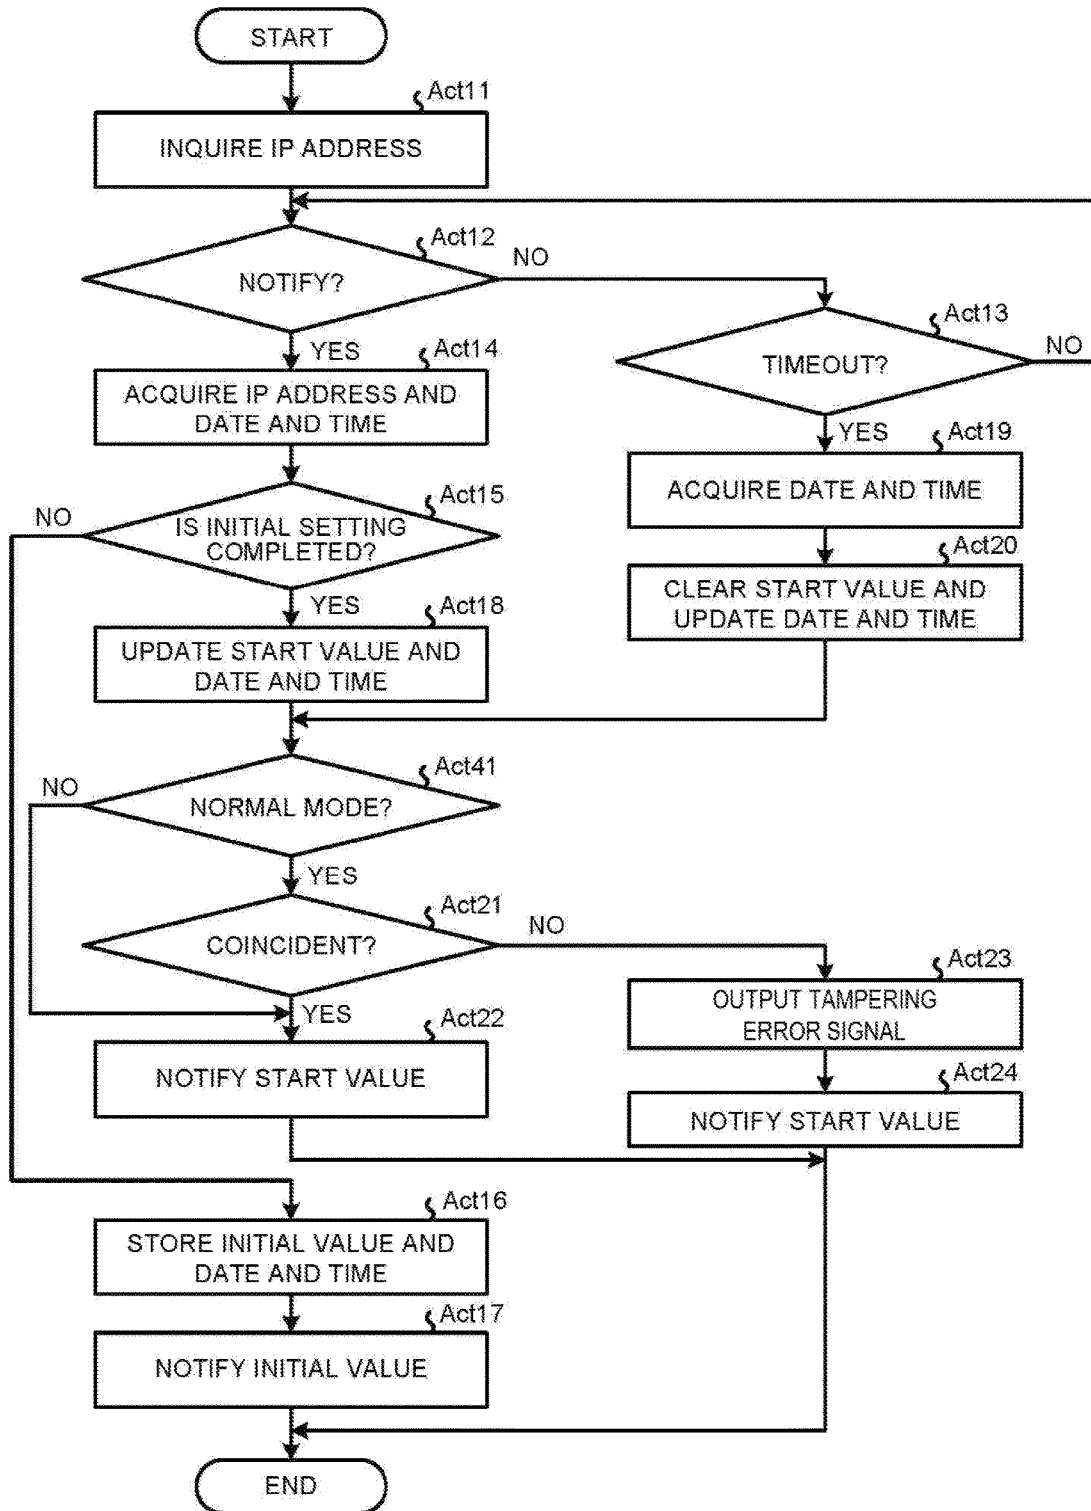 START
Act11
INQUIRE IP ADDRESS
Act12
NO
NOTIFY?
Act13
NO
TIMEOUT?
YES
Act14
ACQUIRE IP ADDRESS AND
DATE AND TIME
YES
Act19
ACQUIRE DATE AND TIME
Act15
NO
IS INITIAL SETTING
COMPLETED?
Act20
CLEAR START VALUE AND
UPDATE DATE AND TIME
YES
Act18
UPDATE START VALUE AND
DATE AND TIME
Act41
NO
NORMAL MODE?
YES
Act21
NO
COINCIDENT?
Act23
OUTPUT TAMPERING
ERROR SIGNAL
YES
Act22
NOTIFY START VALUE
Act24
NOTIFY START VALUE
Act16
STORE INITIAL VALUE AND
DATE AND TIME
Act17
NOTIFY INITIAL VALUE
END